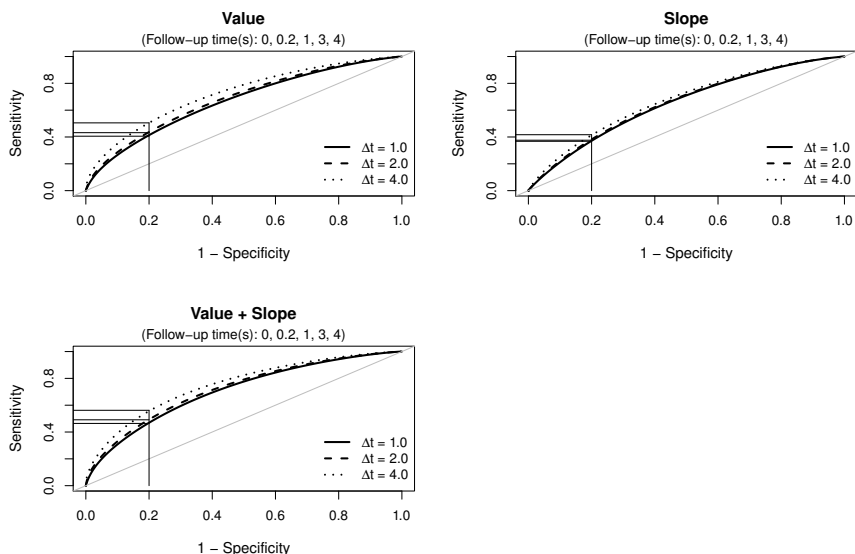 Value
(Follow−up time(s): 0, 0.2, 1, 3, 4)
Sensitivity
0.0 0.4 0.8
Δt = 1.0
Δt = 2.0
Δt = 4.0
0.0 0.2 0.4 0.6 0.8 1.0
1 − Specificity
Slope
(Follow−up time(s): 0, 0.2, 1, 3, 4)
Sensitivity
0.0 0.4 0.8
Δt = 1.0
Δt = 2.0
Δt = 4.0
0.0 0.2 0.4 0.6 0.8 1.0
1 − Specificity
Value + Slope
(Follow−up time(s): 0, 0.2, 1, 3, 4)
Sensitivity
0.0 0.4 0.8
Δt = 1.0
Δt = 2.0
Δt = 4.0
0.0 0.2 0.4 0.6 0.8 1.0
1 − Specificity